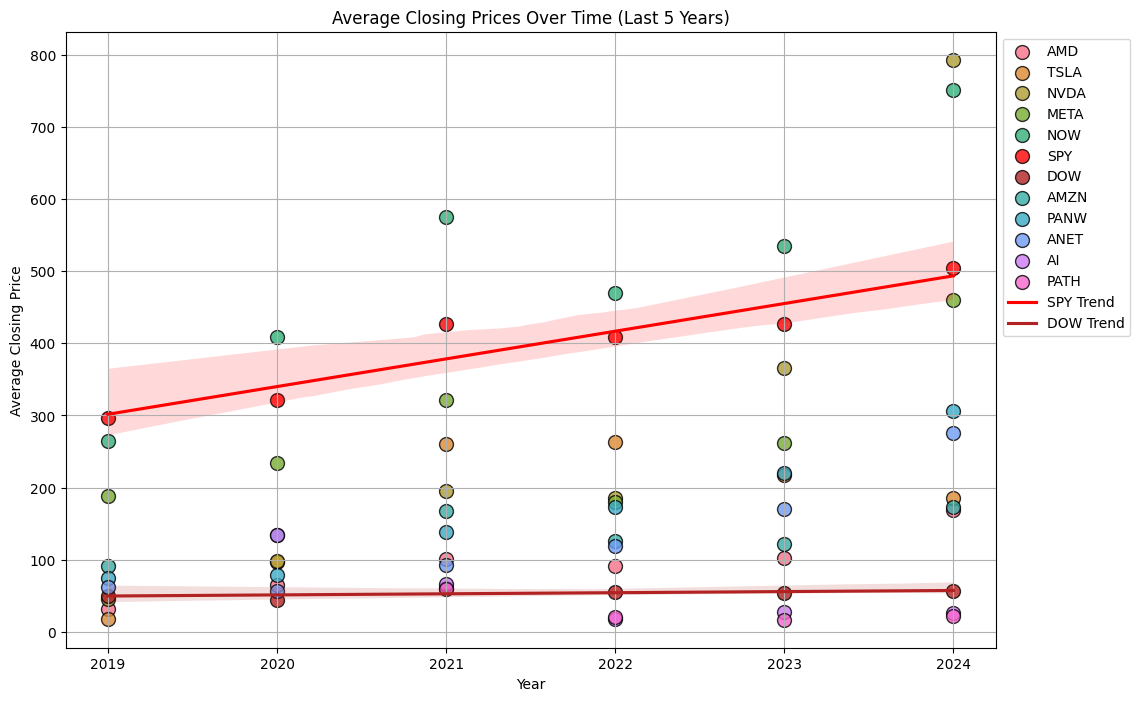 Average Closing Prices Over Time (Last 5 Years)
Average Closing Price
800
700
600
500
400
300
200
100
0
2019 2020 2021 2022 2023 2024
Year
AMD
TSLA
NVDA
META
NOW
SPY
DOW
AMZN
PANW
ANET
AI
PATH
SPY Trend
DOW Trend